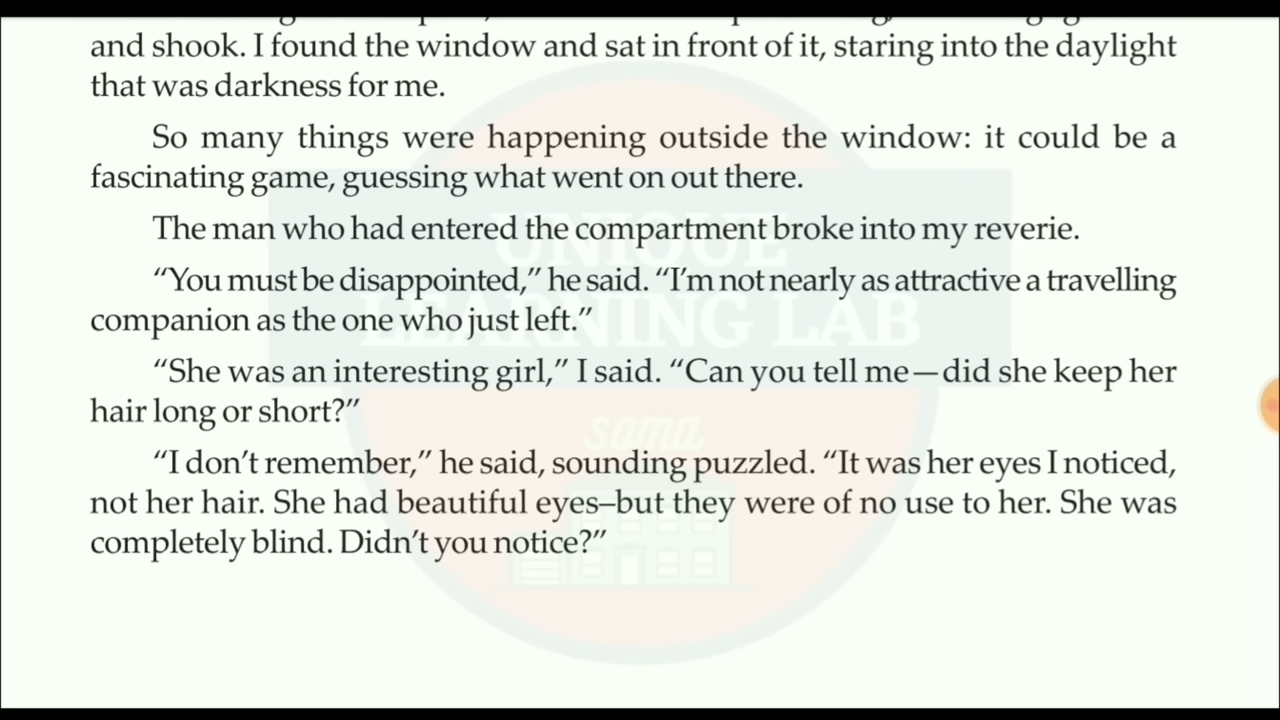 and shook. I found the window and sat in front of it, staring into the daylight
that was darkness for me.
So many things were happening outside the window: it could be a
fascinating game, guessing what went on out there.
The man who had entered the compartment broke into my reverie.
“You must be disappointed,” he said. “I’m not nearly as attractive a travelling
companion as the one who just left.”
“She was an interesting girl,” I said. “Can you tell me—did she keep her
hair long or short?”
“I don’t remember,” he said, sounding puzzled. “It was her eyes I noticed,
not her hair. She had beautiful eyes–but they were of no use to her. She was
completely blind. Didn’t you notice?”
UNIQUE
LEARNING LAB
soma